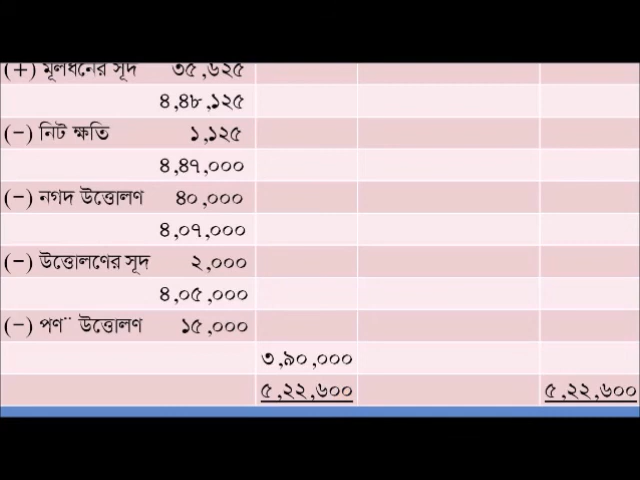 (+) মূলধনের সূদ ৩৫,৬২৫
৪,৪৮,১২৫
(-) নিট ক্ষতি ১,১২৫
৪,৪৭,০০০
(-) নগদ উত্তোলণ ৪০,০০০
৪,০৭,০০০
(-) উত্তোলণের সূদ ২,০০০
৪,০৫,০০০
(-) পণ¨ উত্তোলণ ১৫,০০০
৩,৯০,০০০
৫,২২,৬০০ ৫,২২,৬০০